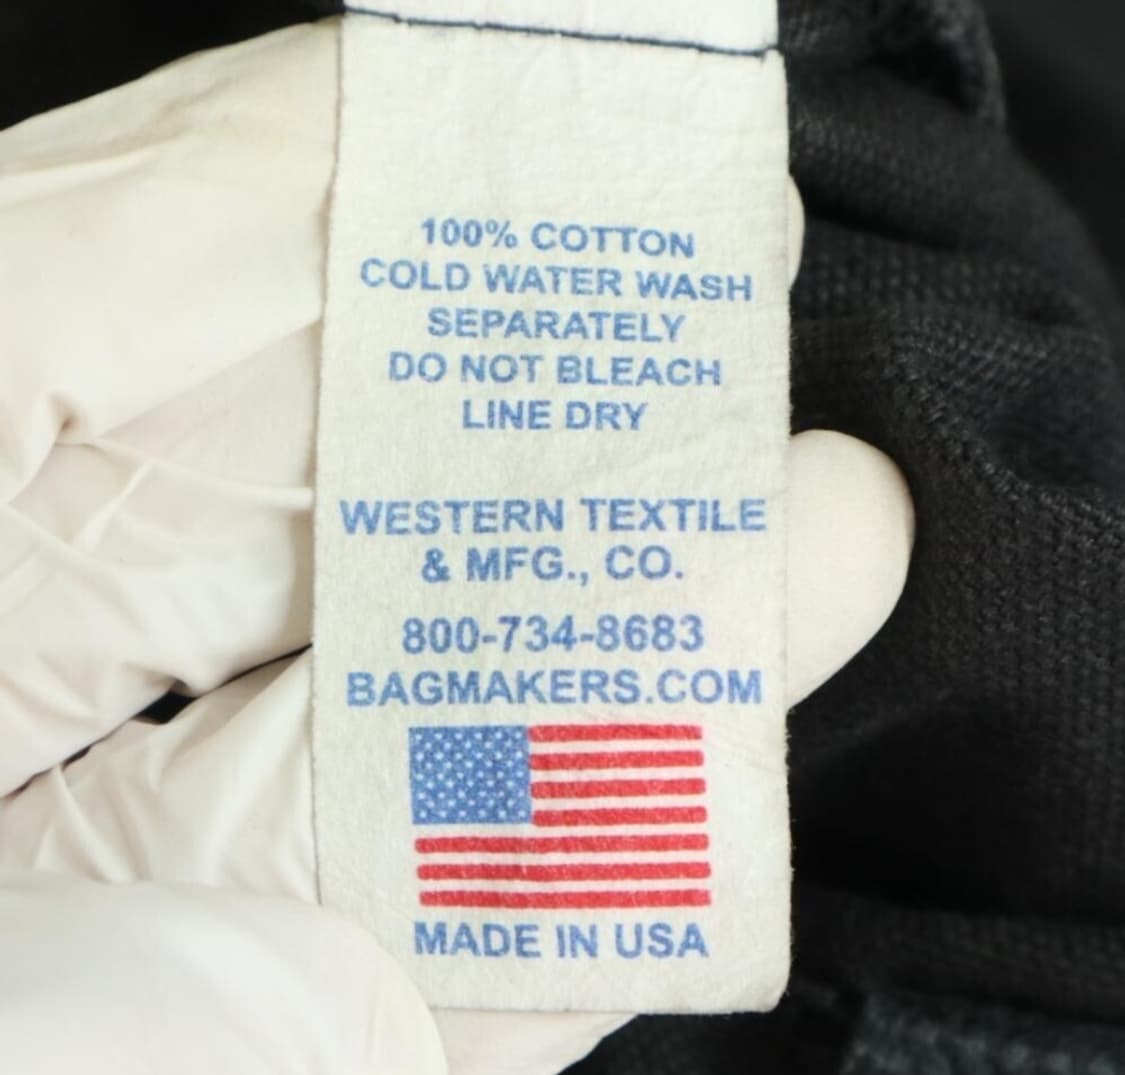 100% COTTON
COLD WATER WASH
SEPARATELY
DO NOT BLEACH
LINE DRY
WESTERN TEXTILE
& MFG., CO.
800-734-8683
BAGMAKERS.COM
MADE IN USA